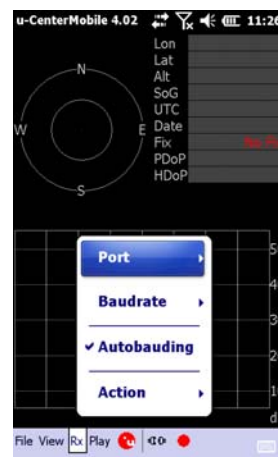 u-CenterMobile 4.02 11:26
Lon
Lat
Alt
SoG
UTC
Date
Fix
PDoP
HDoP
N
W E
S
Port
Baudrate
Autobauding
Action
5
4
3
2
1
d
File View Rx Play